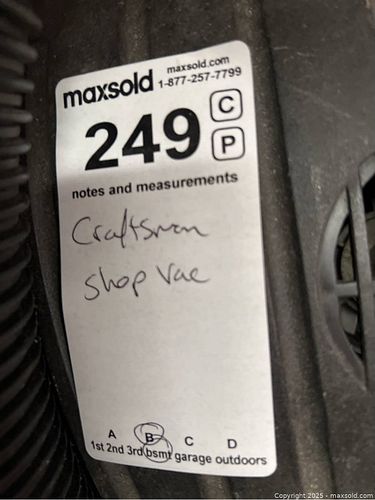 maxsold maxsold.com
1-877-257-7799
249 C
P
notes and measurements
Craftsman
Shop Vac
A B C D
1st 2nd 3rd bsmt garage outdoors
Copyright 2025 - maxsold.com